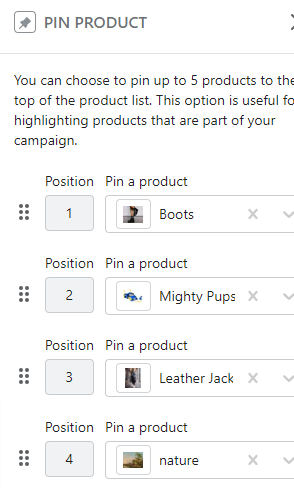 PIN PRODUCT
You can choose to pin up to 5 products to the
top of the product list. This option is useful fo
highlighting products that are part of your
campaign.
Position Pin a product
1 Boots
Position Pin a product
2 Mighty Pups
Position Pin a product
3 Leather Jack
Position Pin a product
4 nature